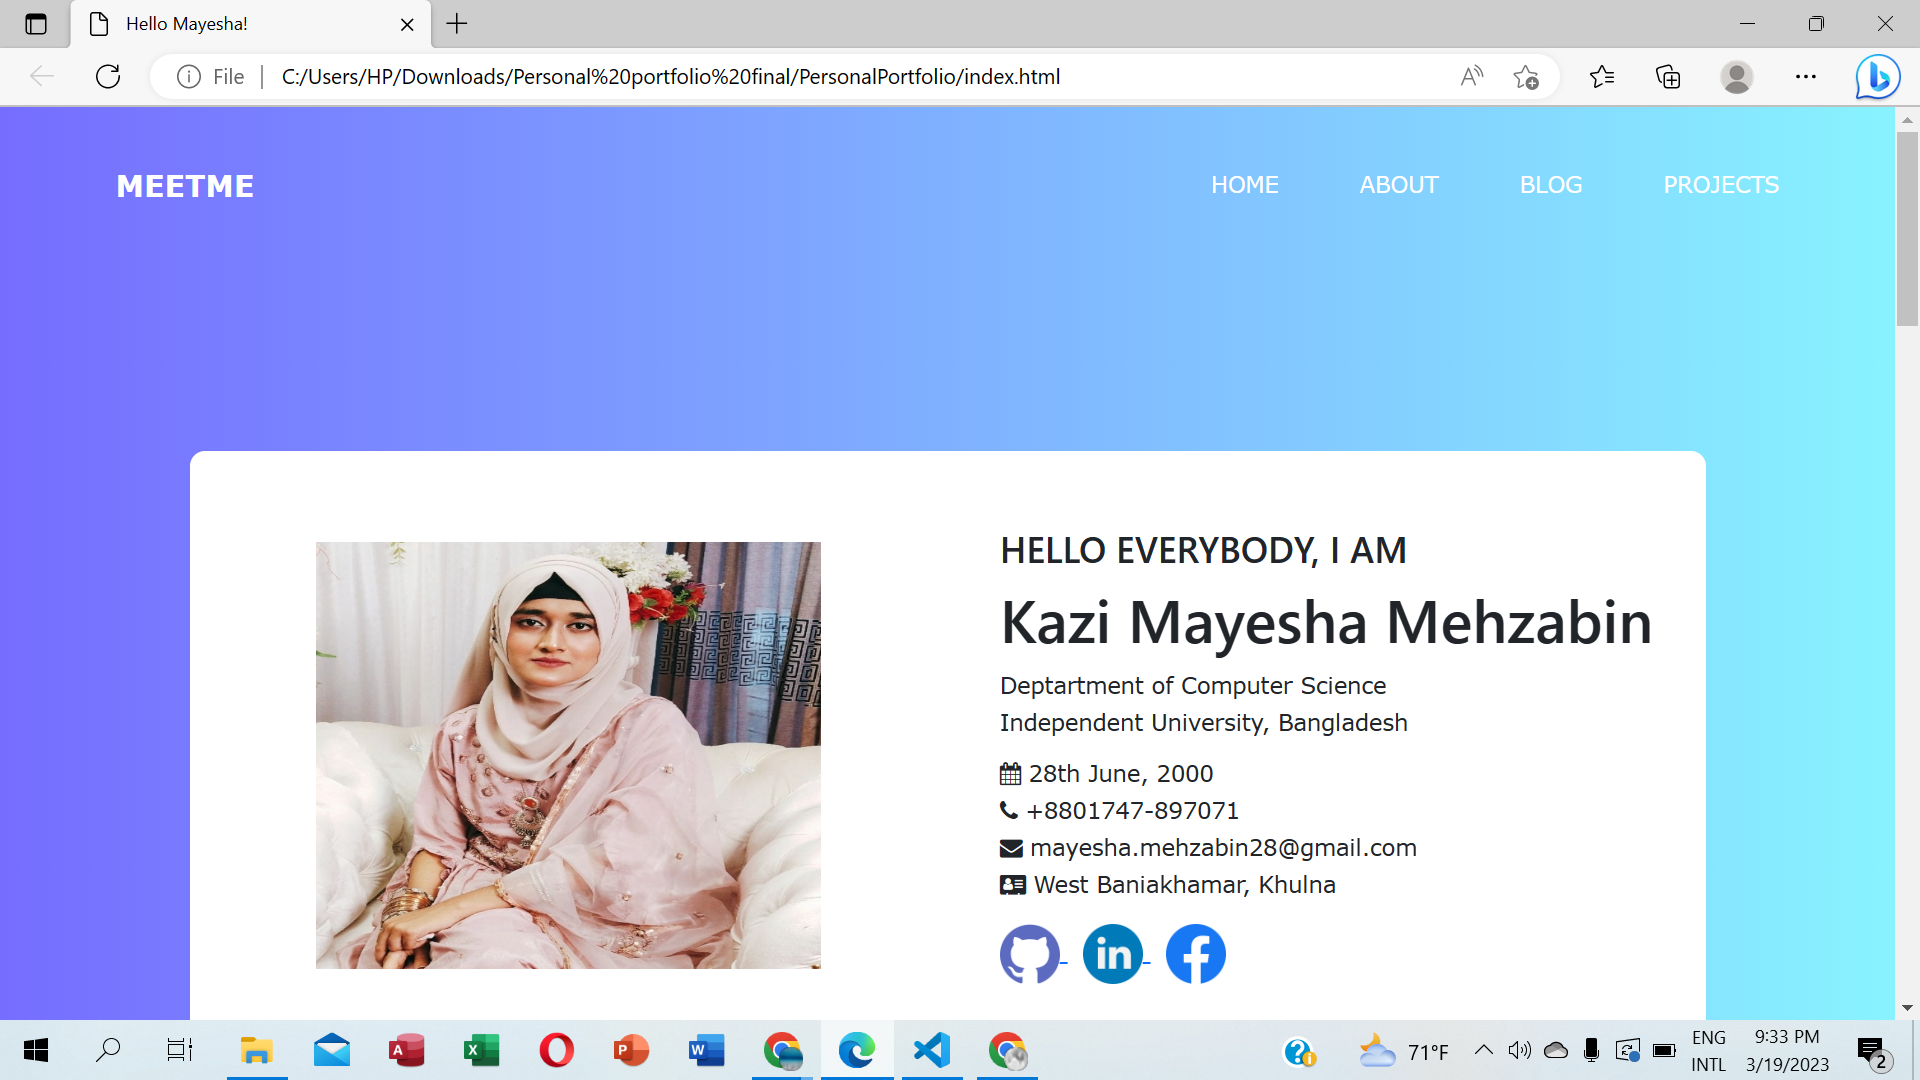 Hello Mayesha!
File C:/Users/HP/Downloads/Personal%20portfolio%20final/PersonalPortfolio/index.html
MEETME HOME ABOUT BLOG PROJECTS
HELLO EVERYBODY, I AM
Kazi Mayesha Mehzabin
Deptartment of Computer Science
Independent University, Bangladesh
28th June, 2000
+8801747-897071
mayesha.mehzabin28@gmail.com
West Baniakhamar, Khulna
in
71°F
ENG
INTL
9:33 PM
3/19/2023
2